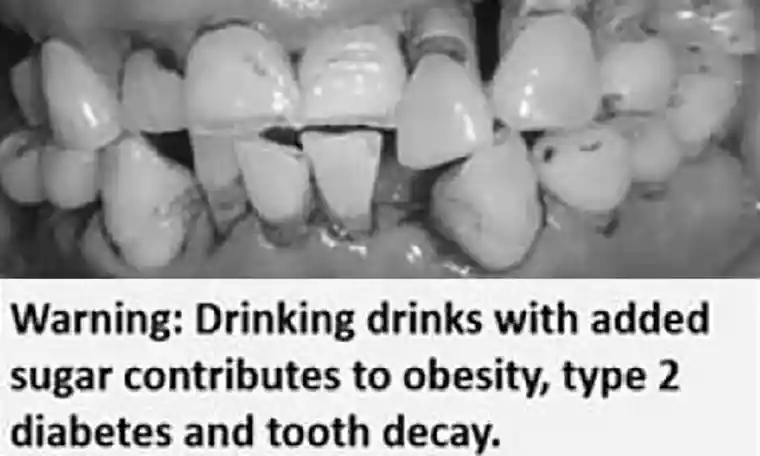 Warning: Drinking drinks with added
sugar contributes to obesity, type 2
diabetes and tooth decay.